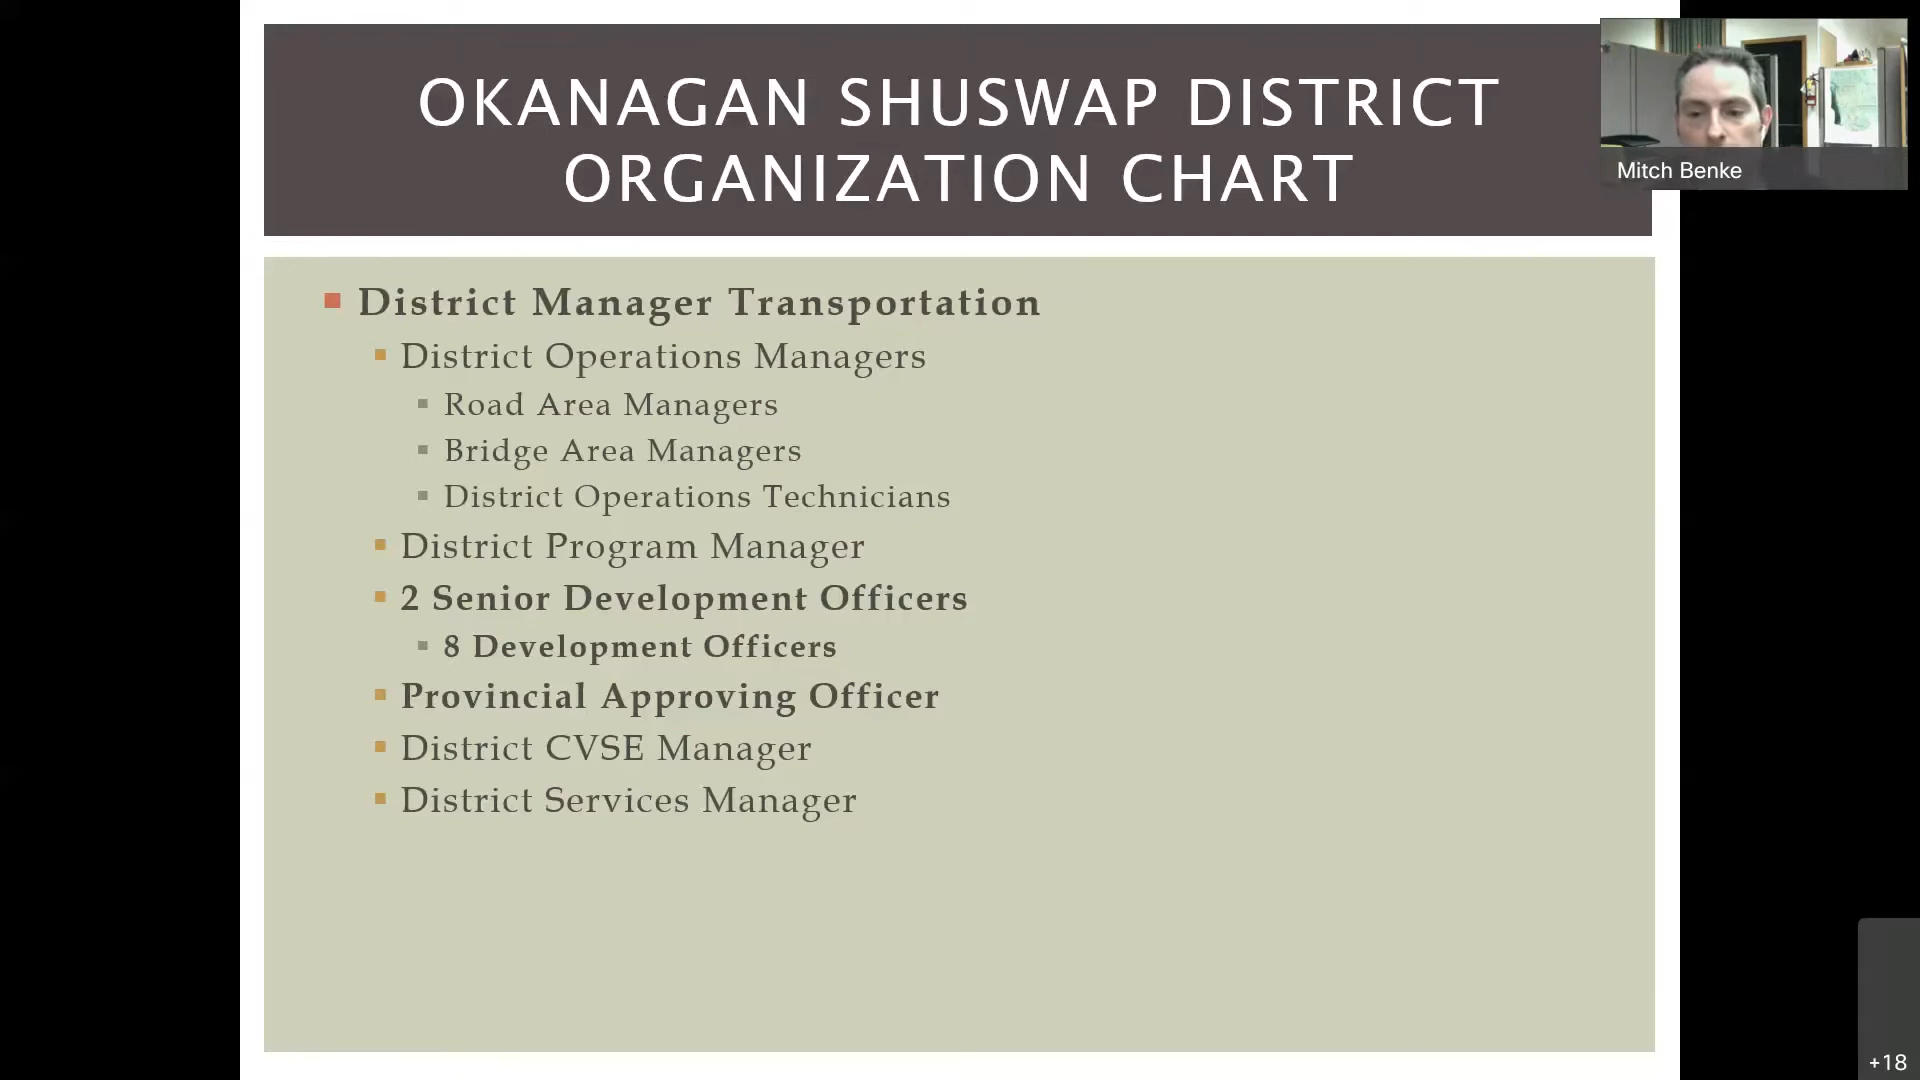 OKANAGAN SHUSWAP DISTRICT
ORGANIZATION CHART
Mitch Benke
District Manager Transportation
District Operations Managers
Road Area Managers
Bridge Area Managers
District Operations Technicians
District Program Manager
2 Senior Development Officers
8 Development Officers
Provincial Approving Officer
District CVSE Manager
District Services Manager
+18